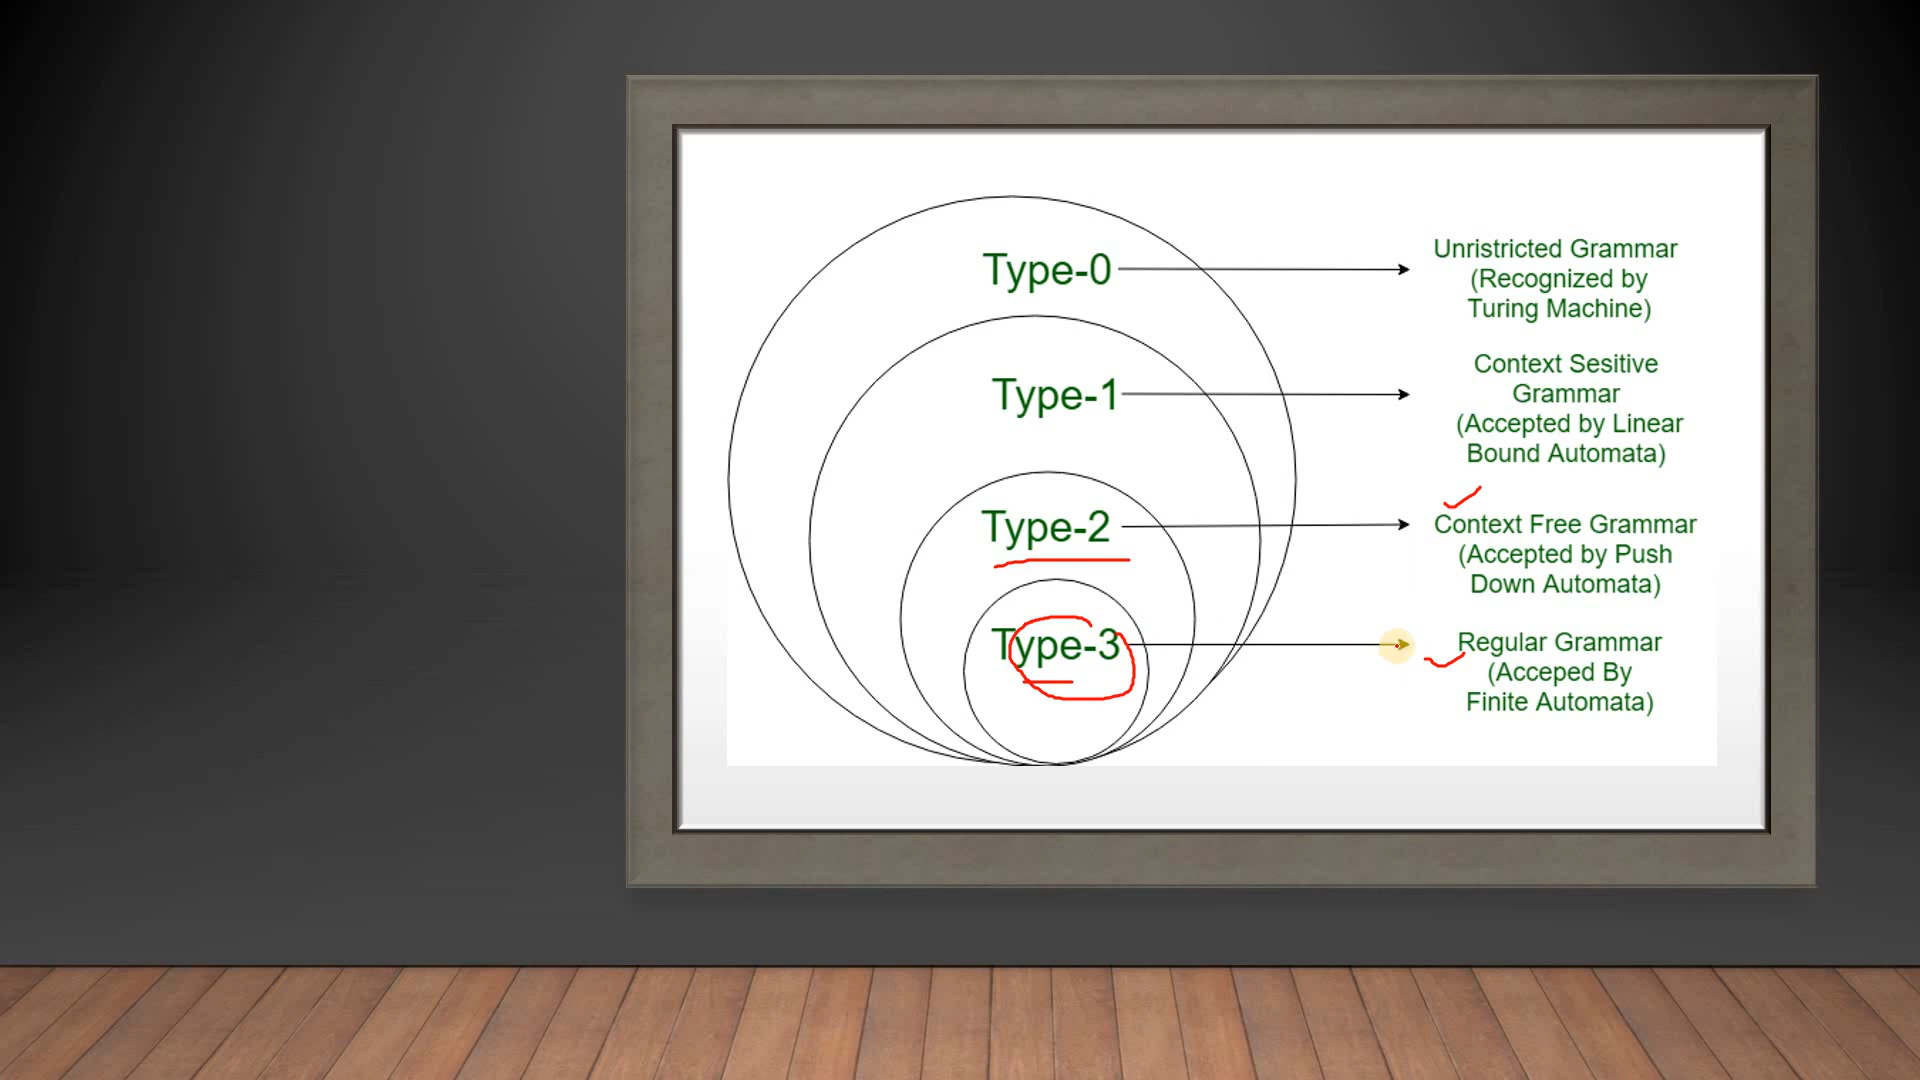 Type-0
Unristricted Grammar
(Recognized by
Turing Machine)
Type-1
Context Sesitive
Grammar
(Accepted by Linear
Bound Automata)
Type-2
Context Free Grammar
(Accepted by Push
Down Automata)
Type-3
Regular Grammar
(Acceped By
Finite Automata)